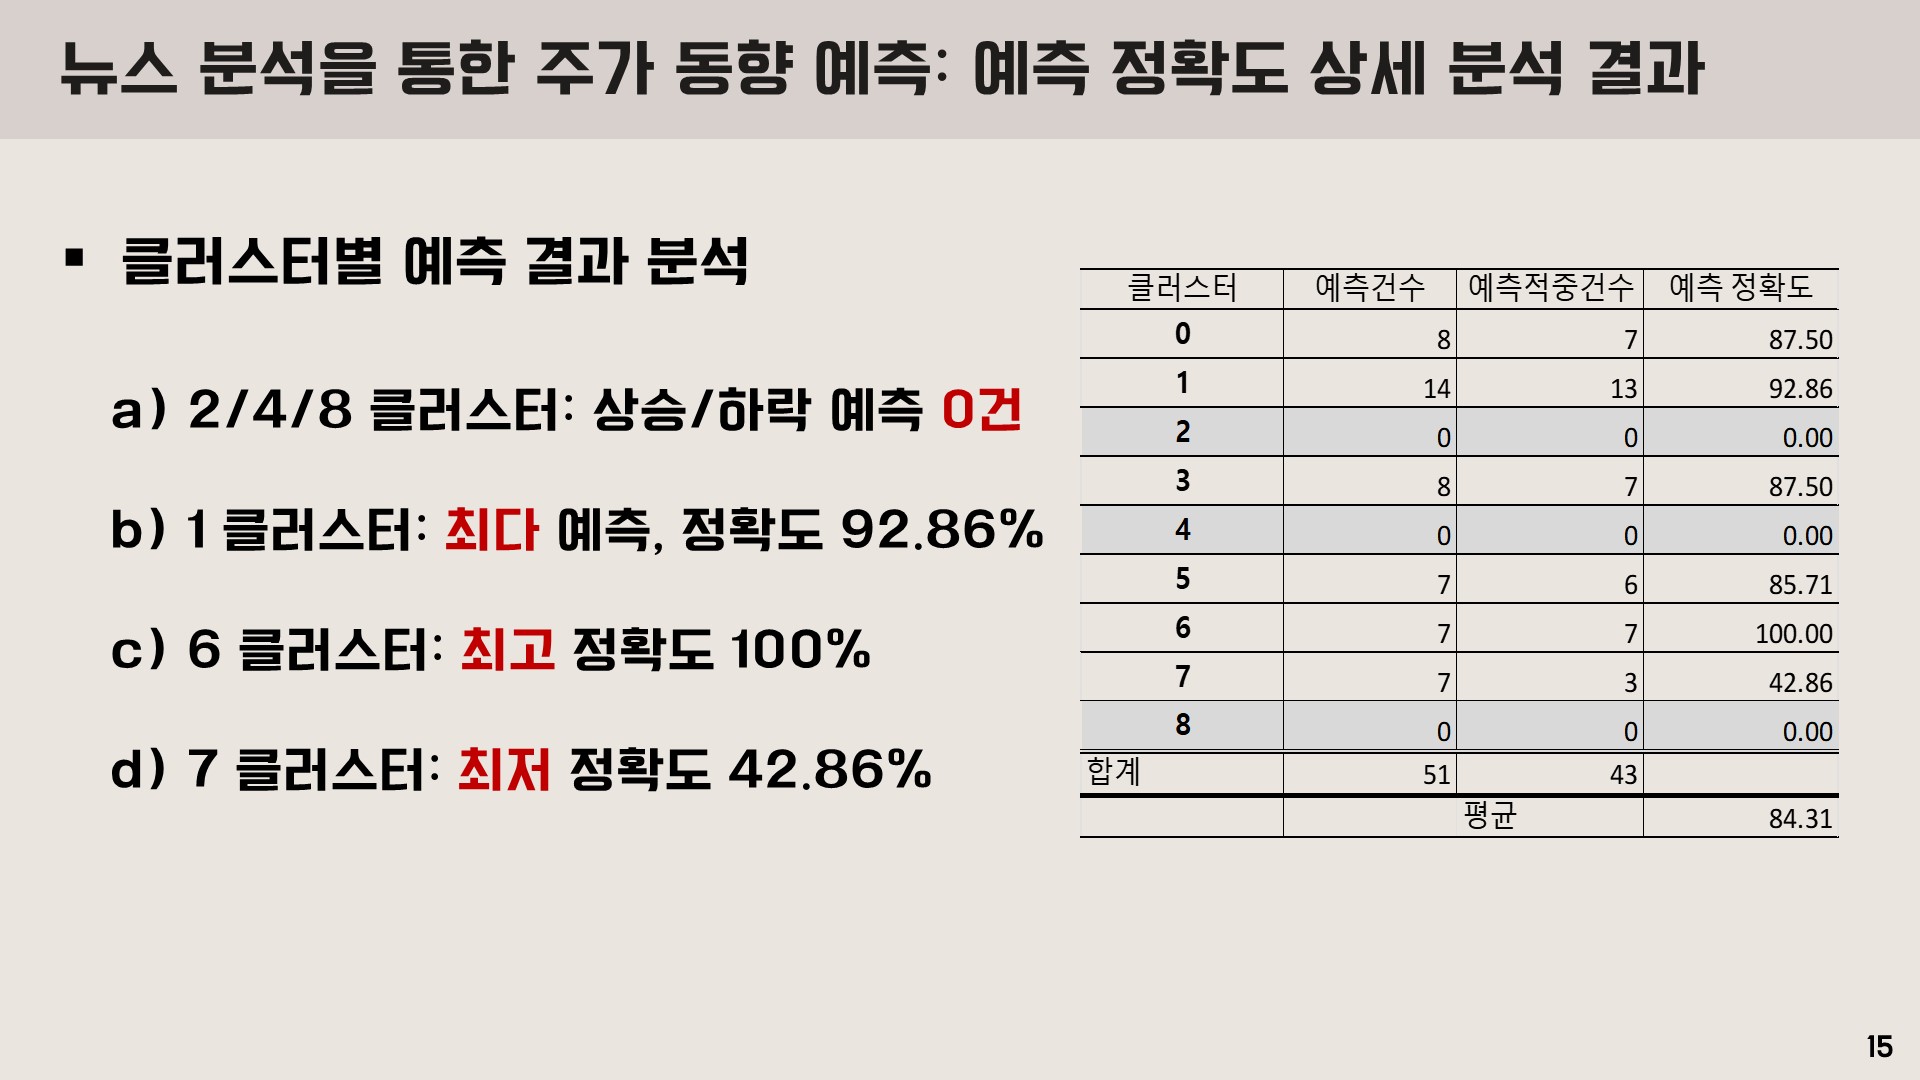 뉴스 분석을 통한 주가 동향 예측: 예측 정확도 상세 분석 결과
▪ 클러스터별 예측 결과 분석
a) 2/4/8 클러스터: 상승/하락 예측 0건
b) 1 클러스터: 최다 예측, 정확도 92.86%
c) 6 클러스터: 최고 정확도 100%
d) 7 클러스터: 최저 정확도 42.86%
클러스터 예측건수 예측적중건수 예측 정확도
0 8 7 87.50
1 14 13 92.86
2 0 0 0.00
3 8 7 87.50
4 0 0 0.00
5 7 6 85.71
6 7 7 100.00
7 7 3 42.86
8 0 0 0.00
합계 51 43
평균 84.31
15